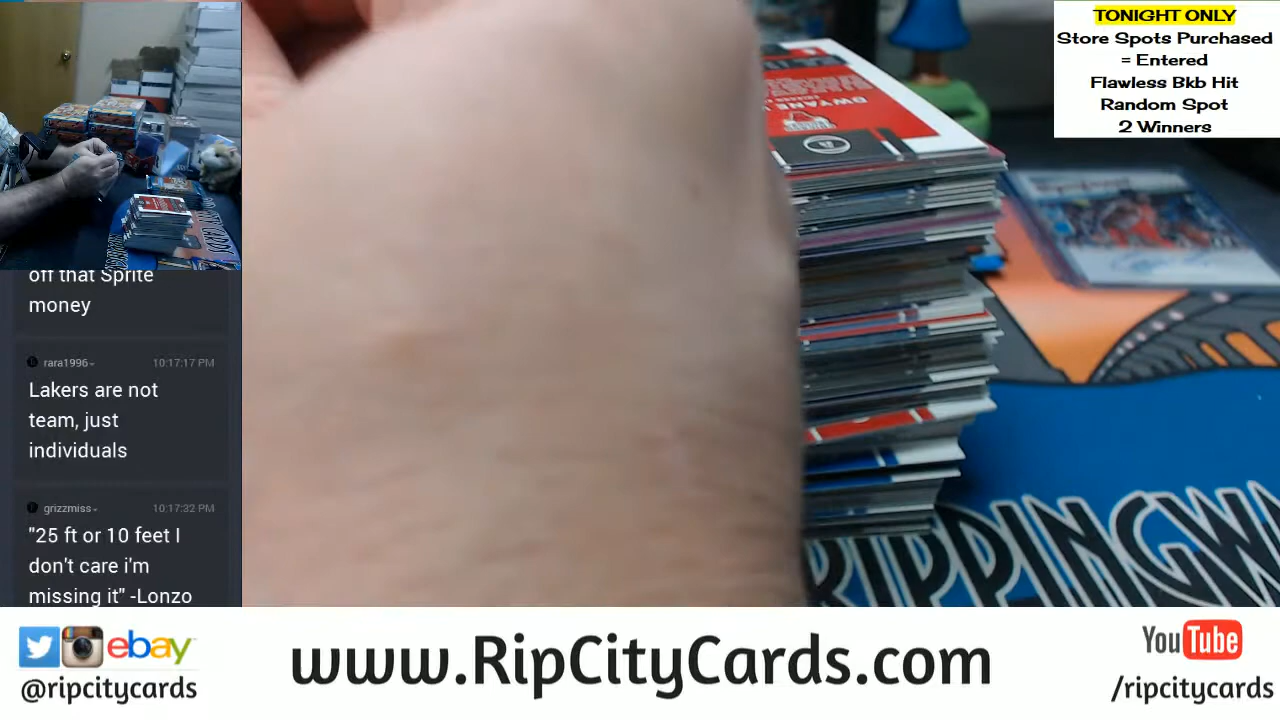 TONIGHT ONLY
Store Spots Purchased
= Entered
Flawless Bkb Hit
Random Spot
2 Winners
DWYANE
off that Sprite
money
rara1996
10:17:17 PM
Lakers are not
team, just
individuals
grizzmiss
10:17:32 PM
"25 ft or 10 feet I
don't care i'm
missing it" -Lonzo
RIPPINGW
ebay
@ripcitycards
www.RipCityCards.com
YouTube
/ripcitycards